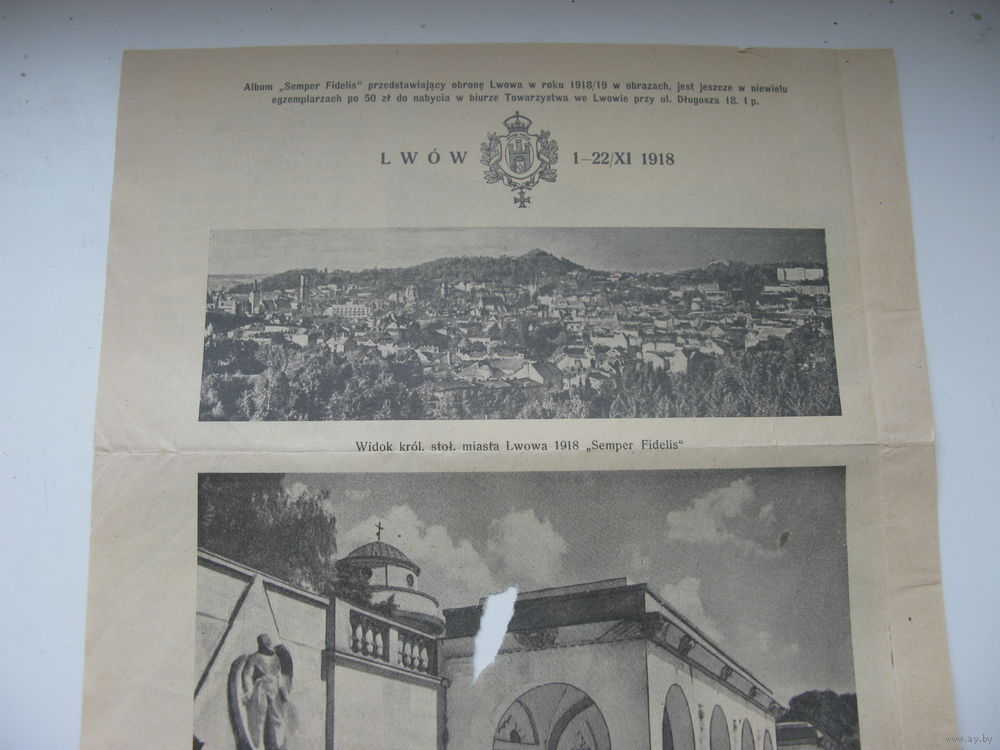 Album „Semper Fidelis“ przedstawiający obronę Lwowa w roku 1918/19 w obrazach, jest jeszcze w niewielu
egzemplarzach po 50 zł do nabycia w biurze Towarzystwa we Lwowie przy ul. Długosza 18. I p.
LWÓW 1–22/XI 1918
Widok król. stoł. miasta Lwowa 1918 „Semper Fidelis“
www.ay.by